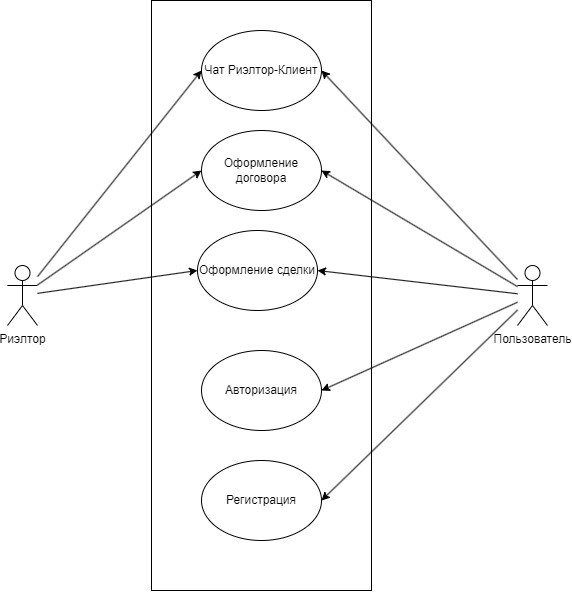 Чат Риэлтор-Клиент
Оформление
договора
Оформление сделки
Риэлтор
Пользователь
Авторизация
Регистрация